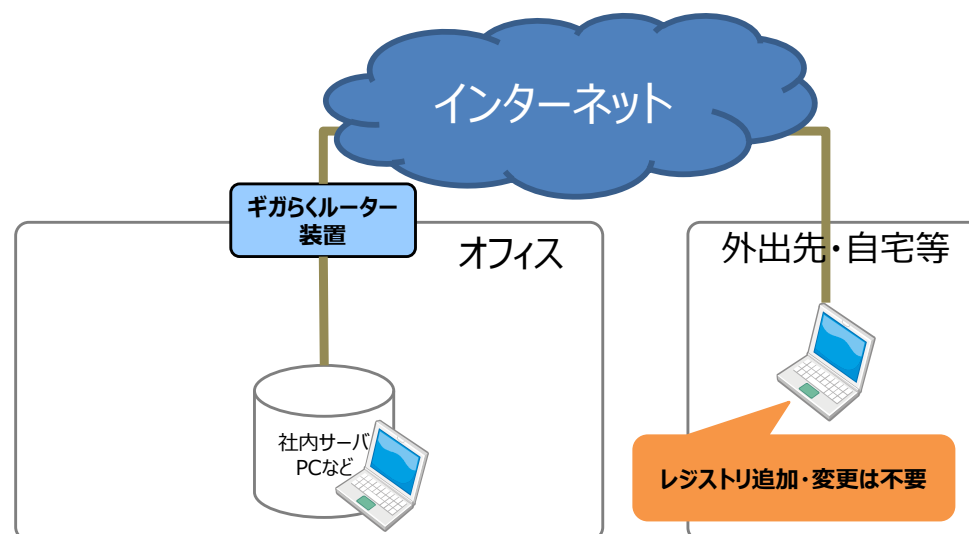 インターネット
ギガらくルーター
装置
オフィス
外出先・自宅等
社内サーバ
PCなど
レジストリ追加・変更は不要